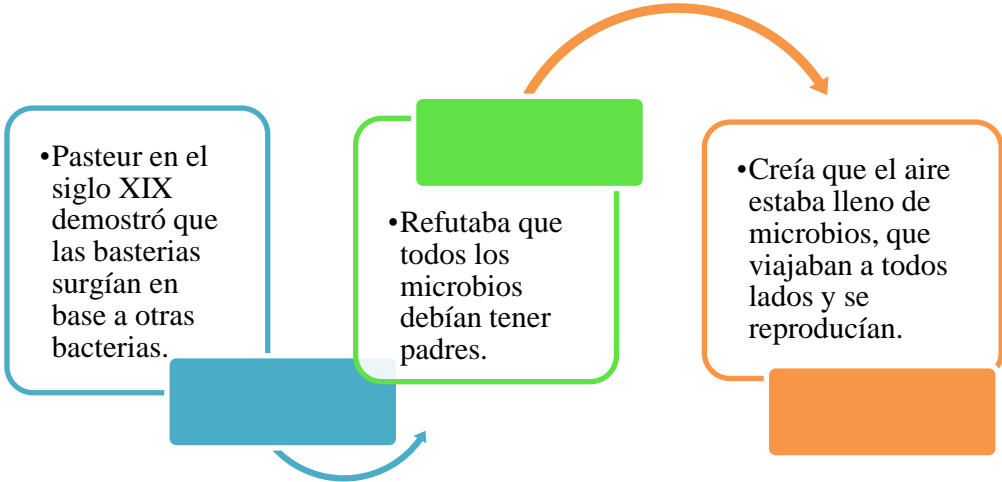 •Pasteur en el
siglo XIX
demostró que
las basterias
surgían en
base a otras
bacterias.
•Refutaba que
todos los
microbios
debían tener
padres.
•Creía que el aire
estaba lleno de
microbios, que
viajaban a todos
lados y se
reproducían.